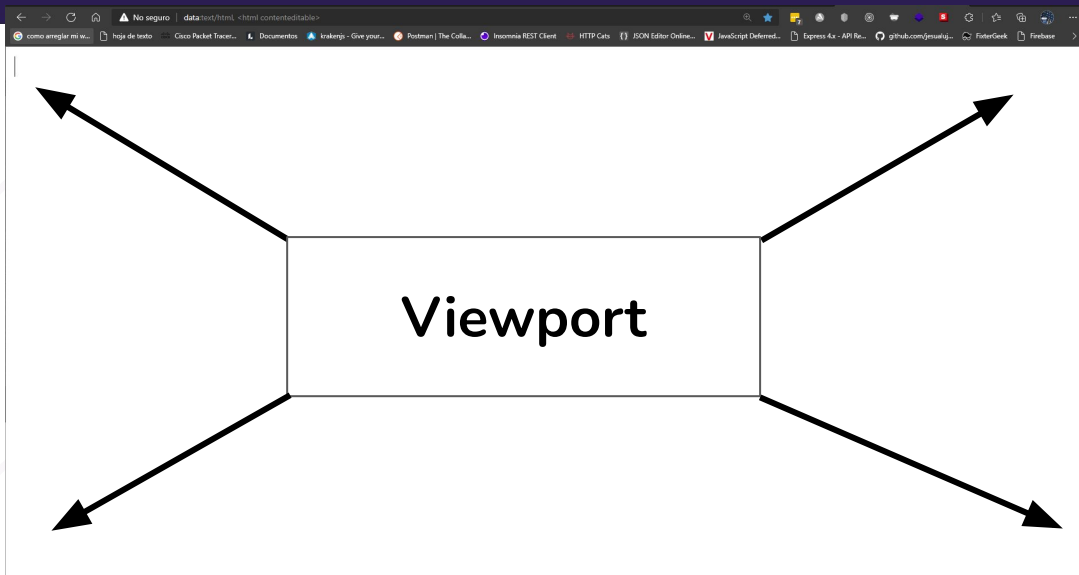 No seguro | data:text/html, <html contenteditable>
como arreglar mi w... hoja de texto Cisco Packet Tracer... Documentos krakenjs - Give your... Postman | The Colla... Insomnia REST Client HTTP Cats JSON Editor Online... JavaScript Deferred... Express 4.x - API Re... github.com/jesualuj... FixterGeek Firebase
Viewport